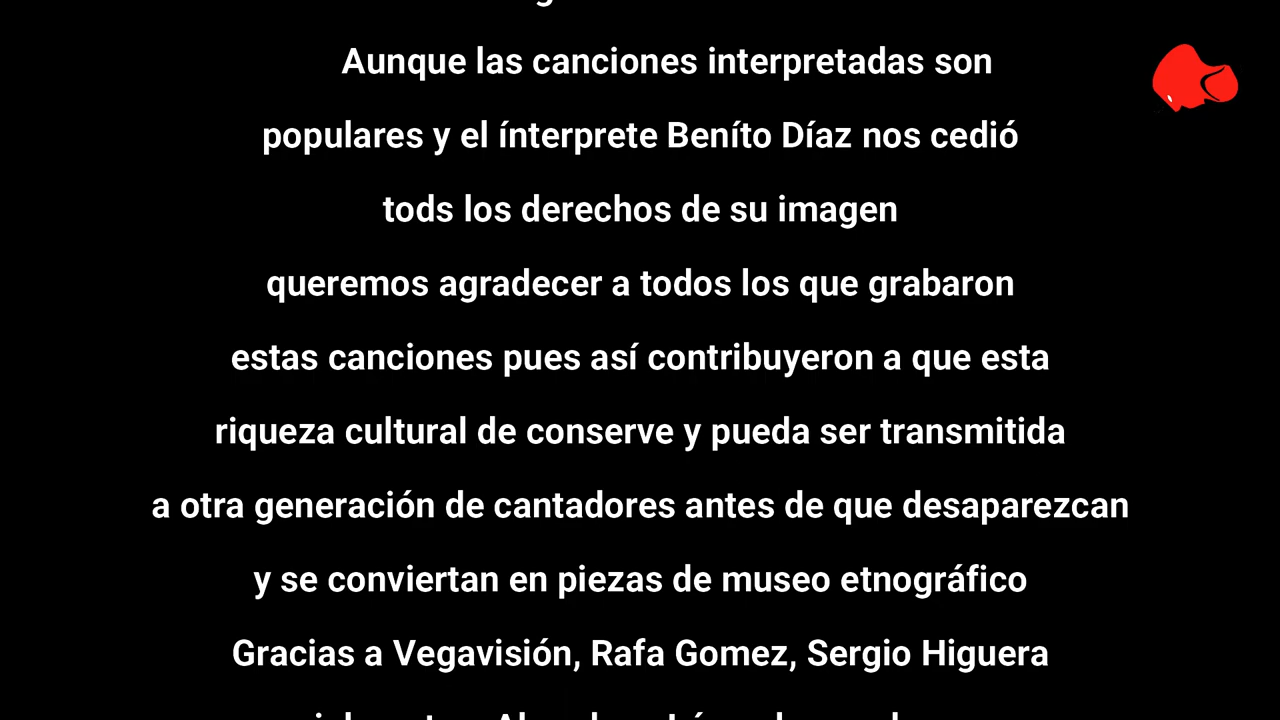 Aunque las canciones interpretadas son
populares y el ínterprete Beníto Díaz nos cedió
tods los derechos de su imagen
queremos agradecer a todos los que grabaron
estas canciones pues así contribuyeron a que esta
riqueza cultural de conserve y pueda ser transmitida
a otra generación de cantadores antes de que desaparezcan
y se conviertan en piezas de museo etnográfico
Gracias a Vegavisión, Rafa Gomez, Sergio Higuera